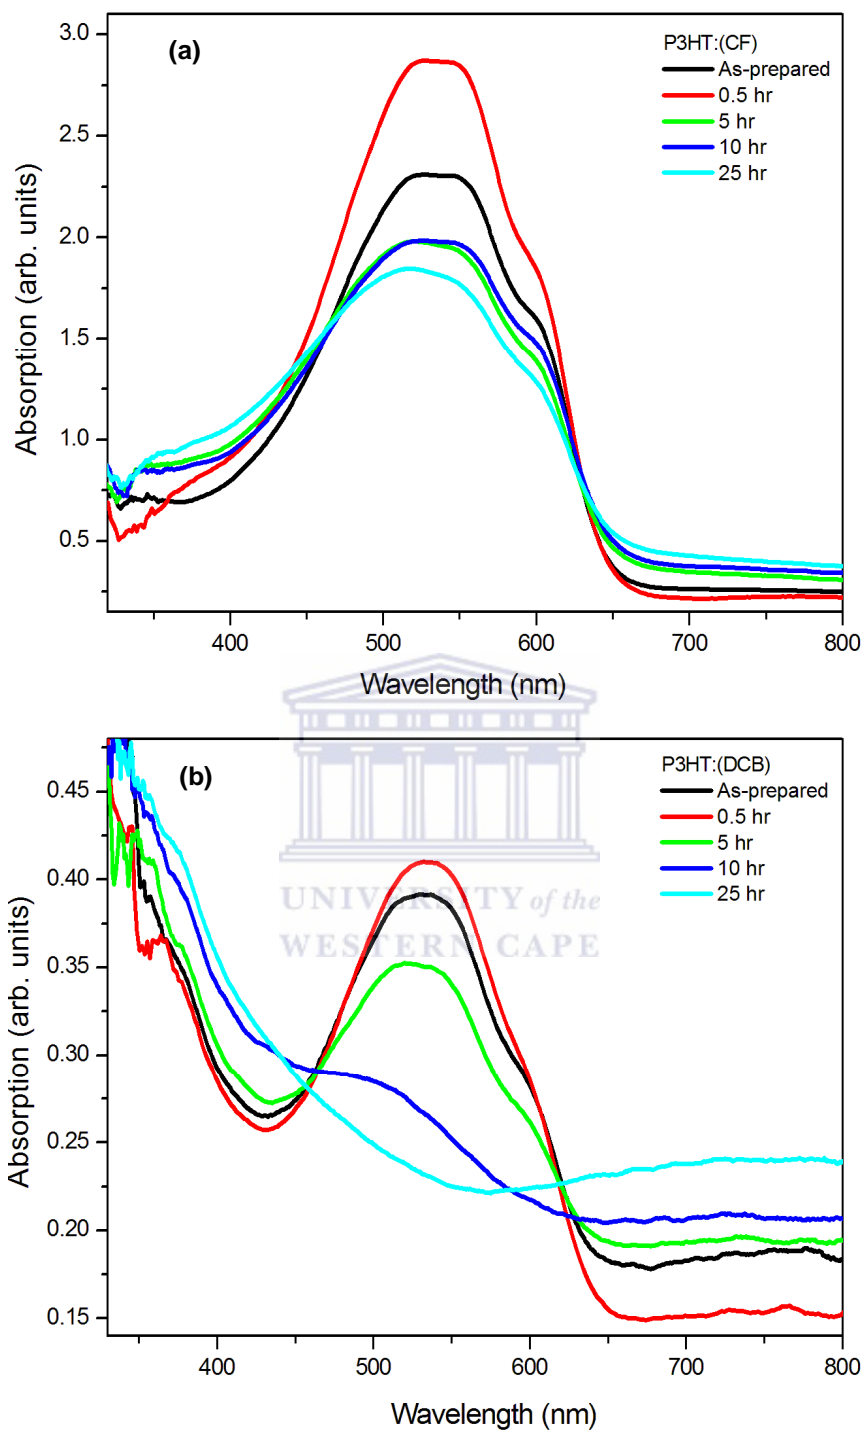 (a)
P3HT:(CF)
As-prepared
0.5 hr
5 hr
10 hr
25 hr
3.0
2.5
2.0
1.5
1.0
0.5
Absorption (arb. units)
400 500 600 700 800
Wavelength (nm)
(b)
P3HT:(DCB)
As-prepared
0.5 hr
5 hr
10 hr
25 hr
0.45
0.40
0.35
0.30
0.25
0.20
0.15
Absorption (arb. units)
UNIVERSITY of the
WESTERN CAPE
400 500 600 700 800
Wavelength (nm)